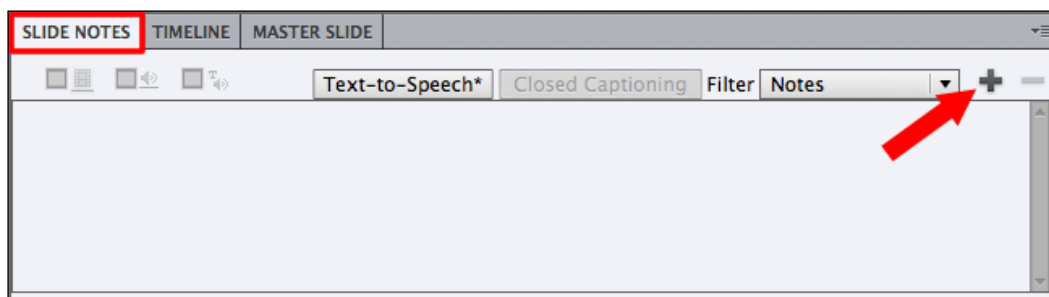 SLIDE NOTES TIMELINE MASTER SLIDE
Text-to-Speech* Closed Captioning Filter Notes